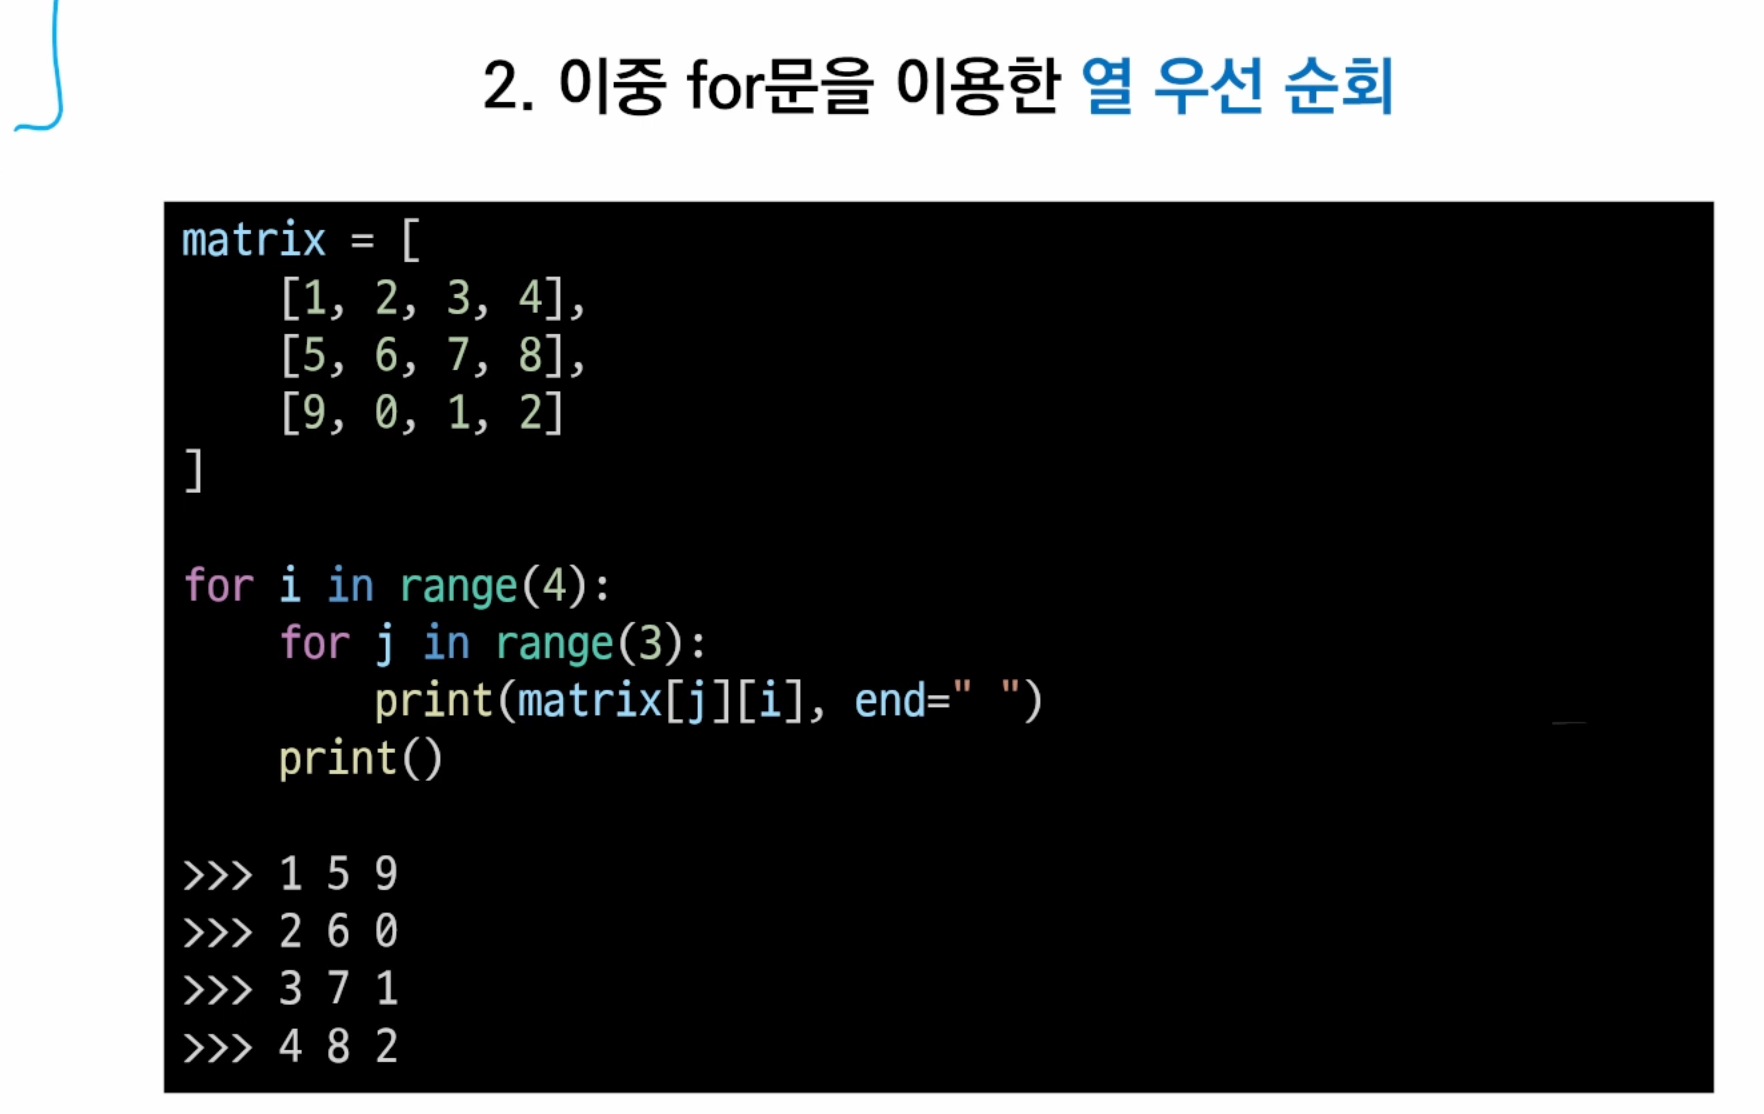 2. 이중 for문을 이용한 열 우선 순회
matrix = [
    [1, 2, 3, 4],
    [5, 6, 7, 8],
    [9, 0, 1, 2]
]
for i in range(4):
    for j in range(3):
        print(matrix[j][i], end=" ")
    print()
>>> 1 5 9
>>> 2 6 0
>>> 3 7 1
>>> 4 8 2